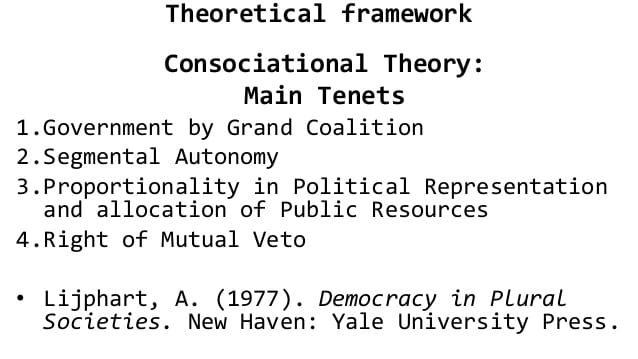 Theoretical framework
Consociational Theory:
Main Tenets
1.Government by Grand Coalition
2.Segmental Autonomy
3.Proportionality in Political Representation
and allocation of Public Resources
4.Right of Mutual Veto
• Lijphart, A. (1977). Democracy in Plural
Societies. New Haven: Yale University Press.